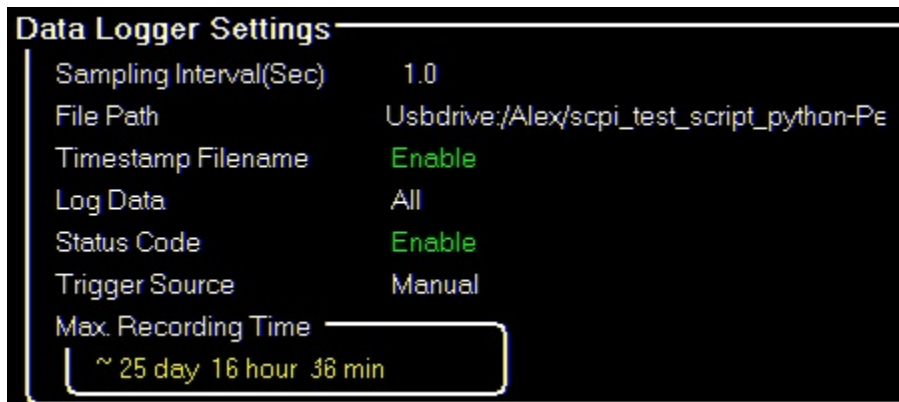 Data Logger Settings
Sampling Interval(Sec) 1.0
File Path Usbdrive:/Alex/scpi_test_script_python-Pe
Timestamp Filename Enable
Log Data All
Status Code Enable
Trigger Source Manual
Max. Recording Time
~ 25 day 16 hour 36 min